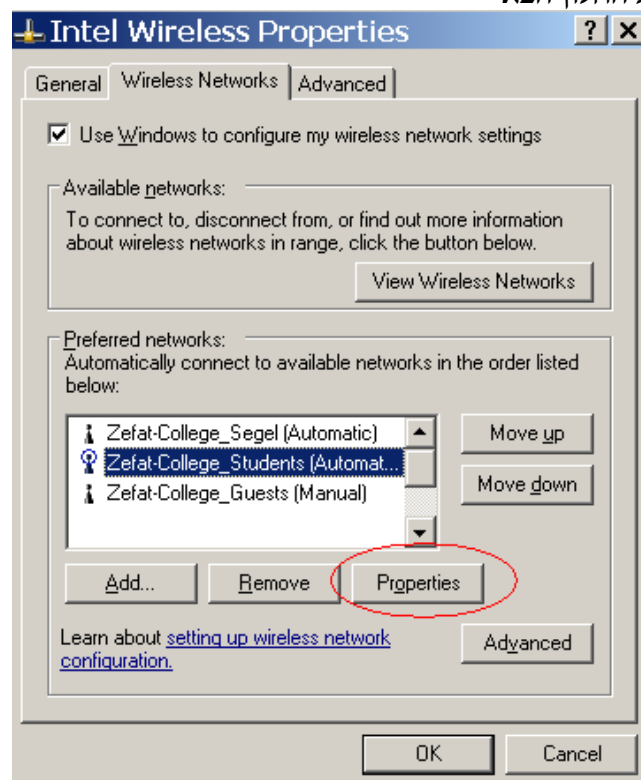 החלון הבא
Intel Wireless Properties
? X
General Wireless Networks Advanced
Use Windows to configure my wireless network settings
Available networks:
To connect to, disconnect from, or find out more information
about wireless networks in range, click the button below.
View Wireless Networks
Preferred networks:
Automatically connect to available networks in the order listed
below:
Zefat-College_Segel (Automatic)
Zefat-College_Students (Automat...
Zefat-College_Guests (Manual)
Move up
Move down
Add... Remove Properties
Learn about setting up wireless network
configuration.
Advanced
OK Cancel